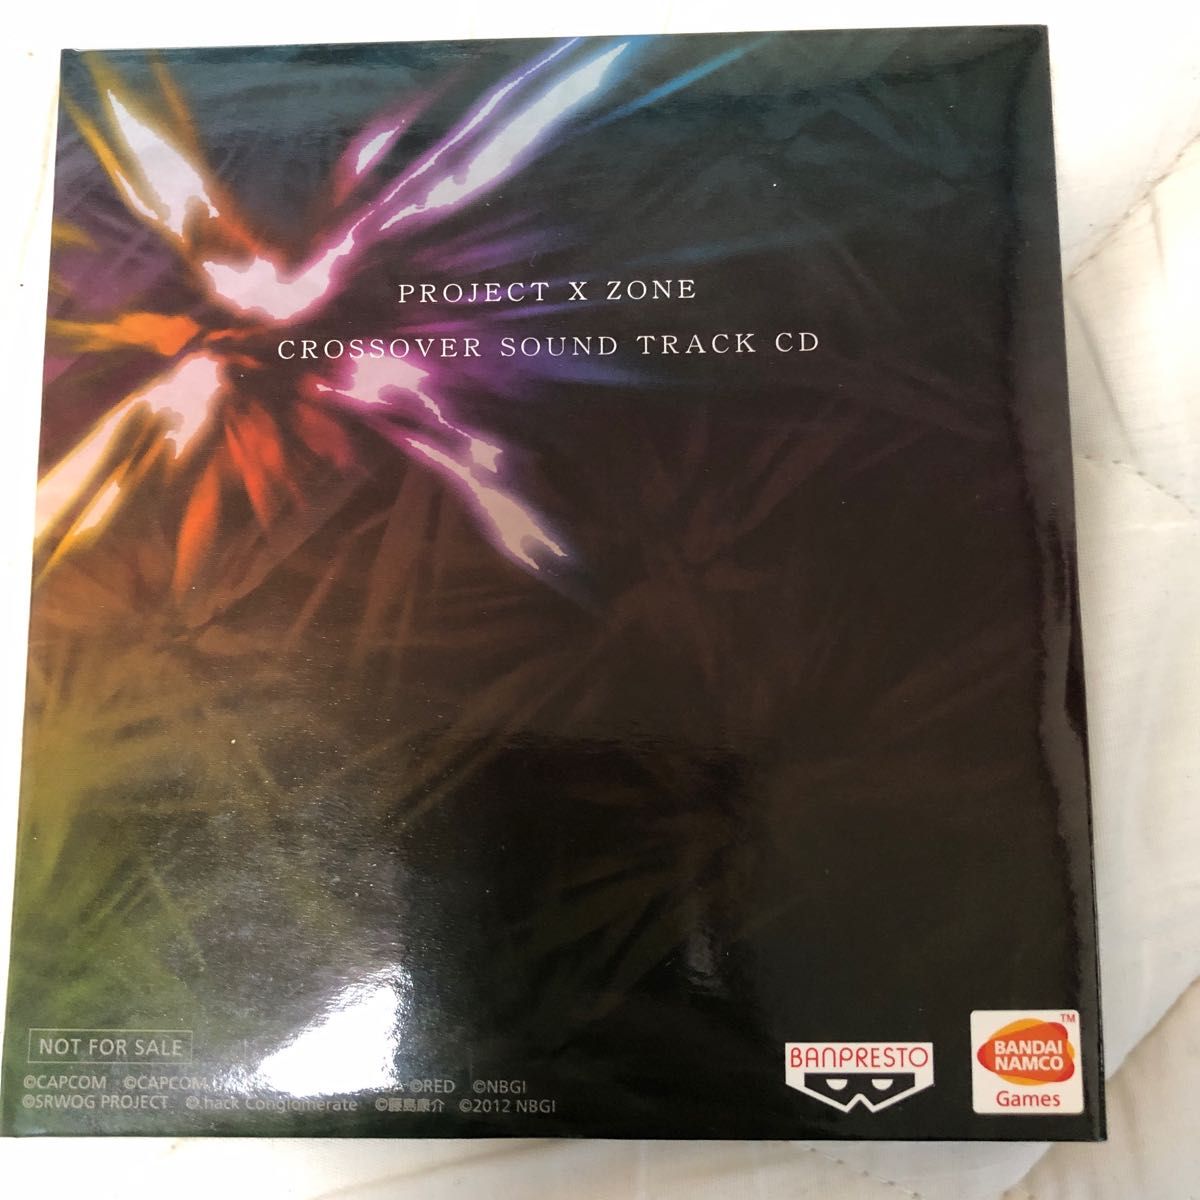 PROJECT X ZONE
CROSSOVER SOUND TRACK CD
NOT FOR SALE
©CAPCOM ©CAPCOM ©RED ©NBGI
©SRWOG PROJECT ©.hack Conglomerate ©藤島康介 ©2012 NBGI
BANPRESTO
BANDAI
NAMCO
Games
TM